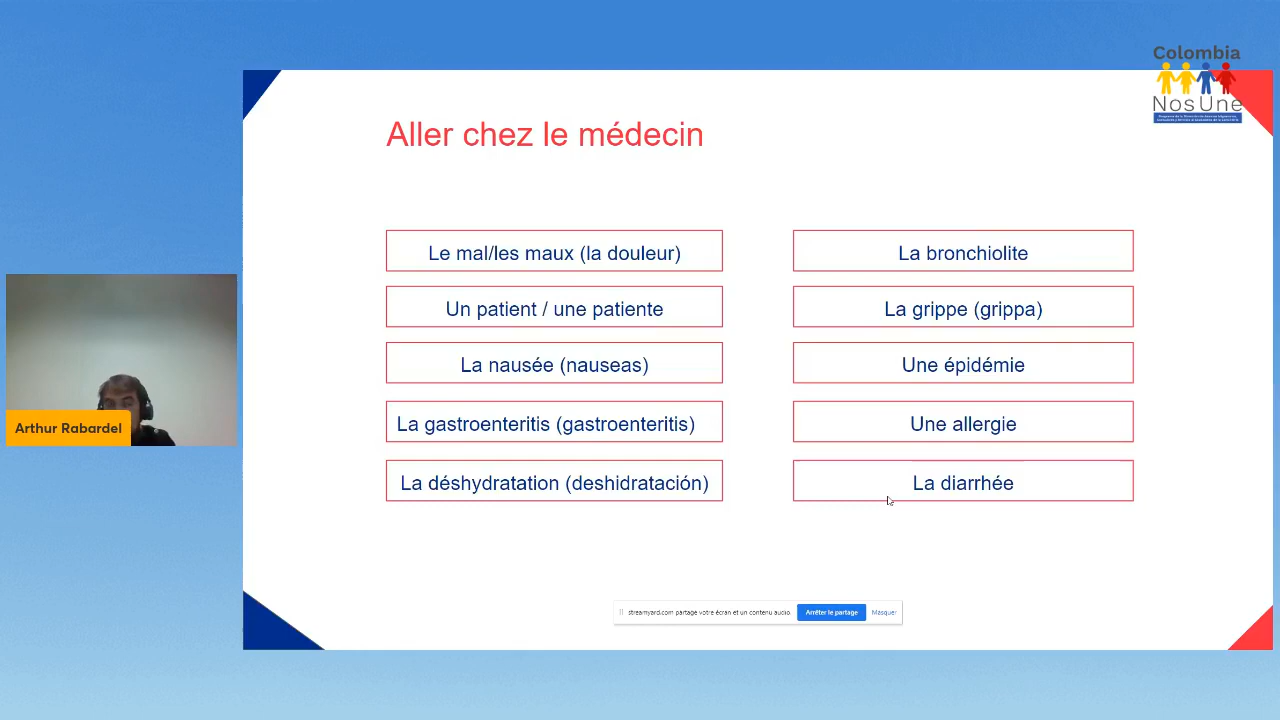 Colombia
NosUne
Aller chez le médecin
Le mal/les maux (la douleur)
Un patient / une patiente
La nausée (nauseas)
La gastroenteritis (gastroenteritis)
La déshydratation (deshidratación)
La bronchiolite
La grippe (grippa)
Une épidémie
Une allergie
La diarrhée
Arthur Rabardel
streamyard.com partage votre écran et un contenu audio.
Arrêter le partage
Masquer